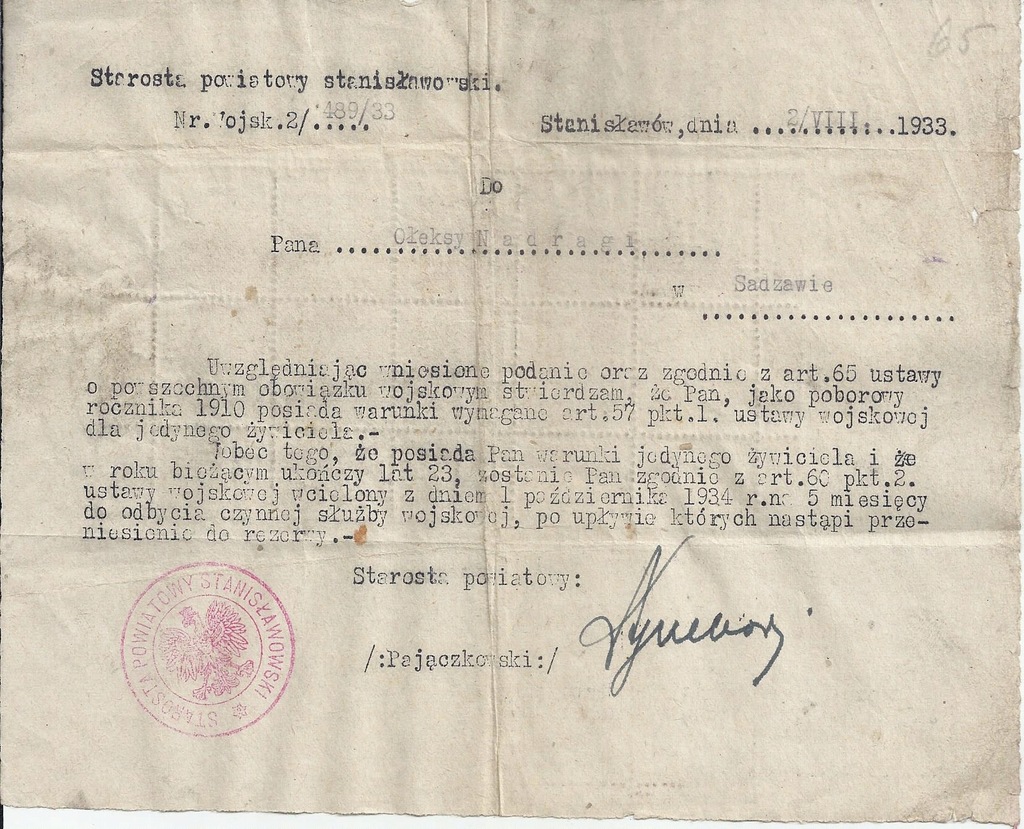 65
Starosta powiatowy stanisławowski.
Nr.Wojsk.2/.489/33
Stanisławów,dnia ...2/VIII...1933.
Do
Pana ...Ołeksy N a d r a g i...
w Sadzawie
Uwzględniając wniesione podanie oraz zgodnie z art.65 ustawy
o powszechnym obowiązku wojskowym stwierdzam, że Pan, jako poborowy
rocznika 1910 posiada warunki wymagane art.57 pkt.1. ustawy wojskowej
dla jedynego żywiciela.-
Wobec tego, że posiada Pan warunki jedynego żywiciela i że
w roku bieżącym ukończy lat 23, zostanie Pan zgodnie z art.60 pkt.2.
ustawy wojskowej wcielony z dniem 1 października 1934 r.na 5 miesięcy
do odbycia czynnej służby wojskowej, po upływie których nastąpi prze-
niesienie do rezerwy.-
Starosta powiatowy:
/:Pajączkowski:/
STAROSTA POWIATOWY STANISŁAWOWSKI